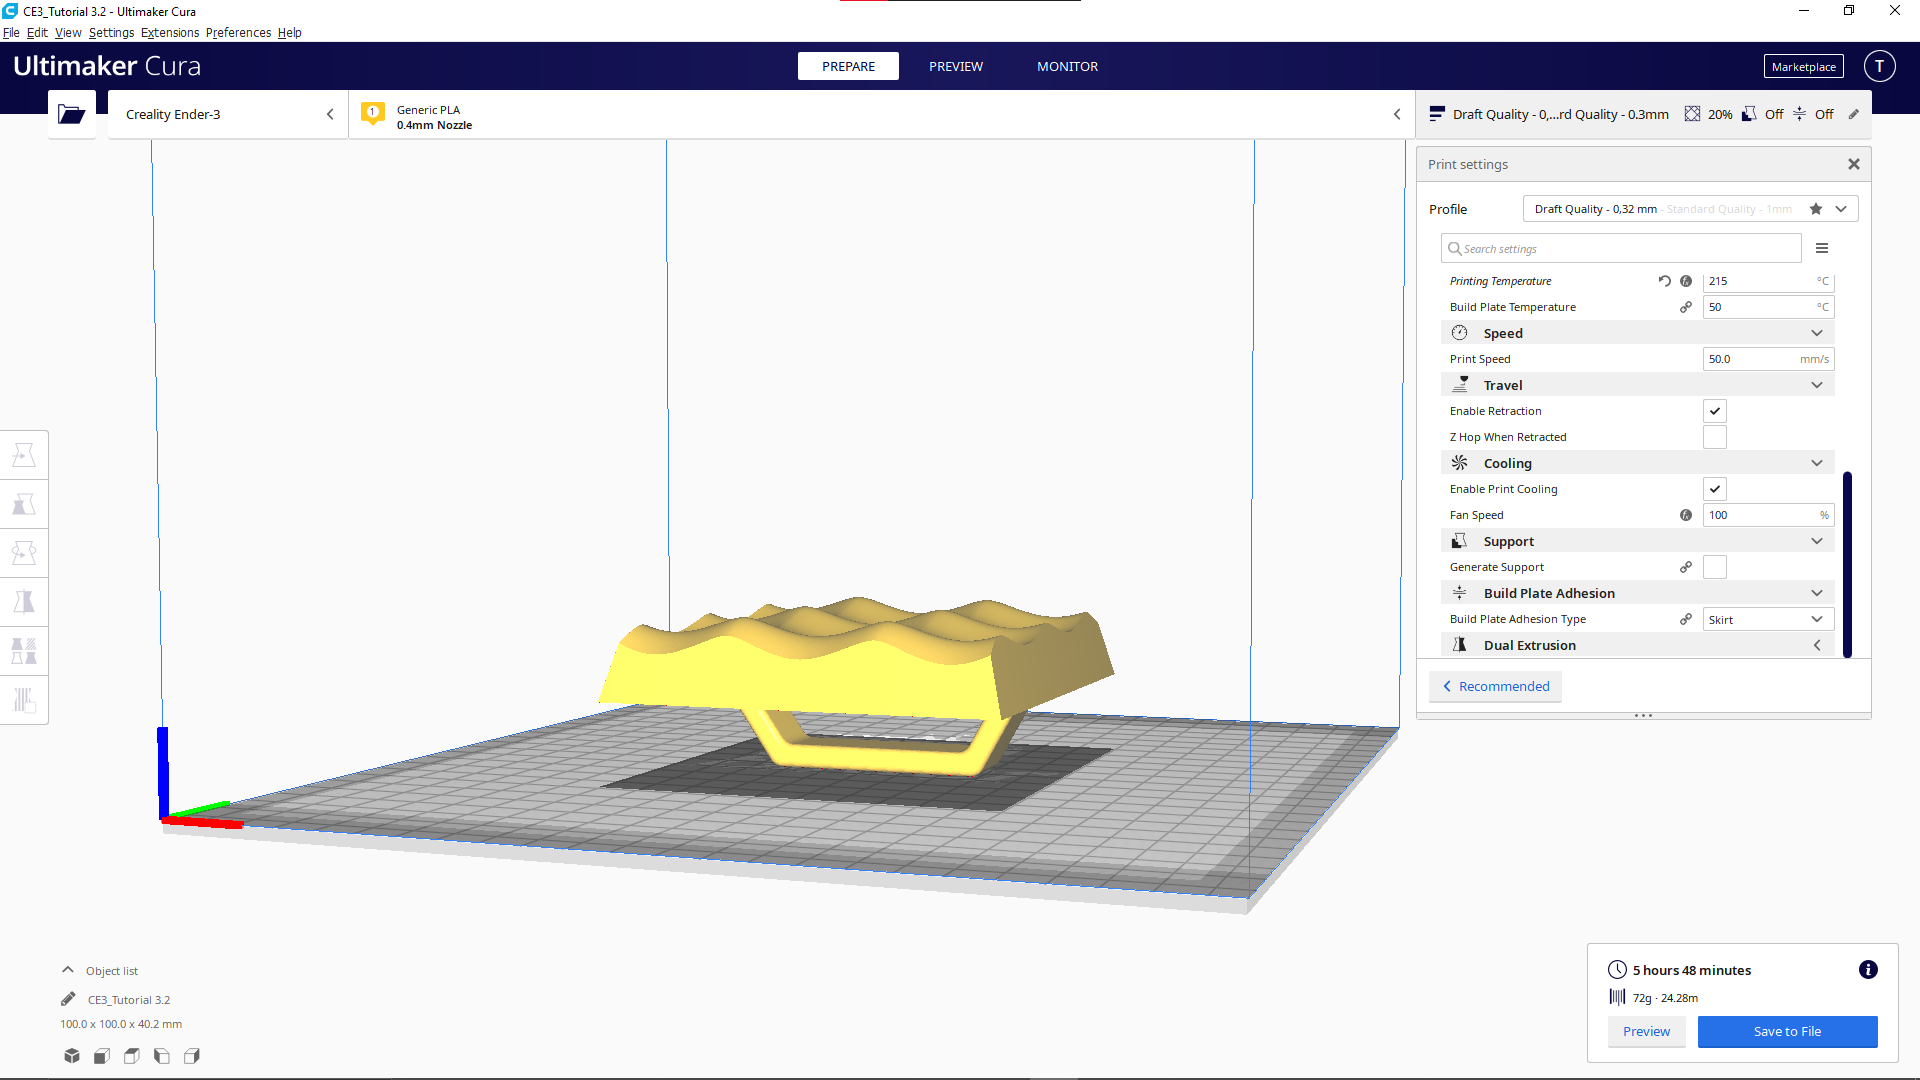 CE3_Tutorial 3.2 - Ultimaker Cura
File Edit View Settings Extensions Preferences Help
Ultimaker Cura
PREPARE
PREVIEW
MONITOR
Marketplace
T
Creality Ender-3
1
Generic PLA
0.4mm Nozzle
Draft Quality - 0,...rd Quality - 0.3mm
20%
Off
Off
Print settings
Profile
Draft Quality - 0,32 mm - Standard Quality - 1mm
Search settings
Printing Temperature 215 °C
Build Plate Temperature 50 °C
Speed
Print Speed 50.0 mm/s
Travel
Enable Retraction
Z Hop When Retracted
Cooling
Enable Print Cooling
Fan Speed 100 %
Support
Generate Support
Build Plate Adhesion
Build Plate Adhesion Type Skirt
Dual Extrusion
Recommended
Object list
CE3_Tutorial 3.2
100.0 x 100.0 x 40.2 mm
5 hours 48 minutes
72g · 24.28m
Preview
Save to File